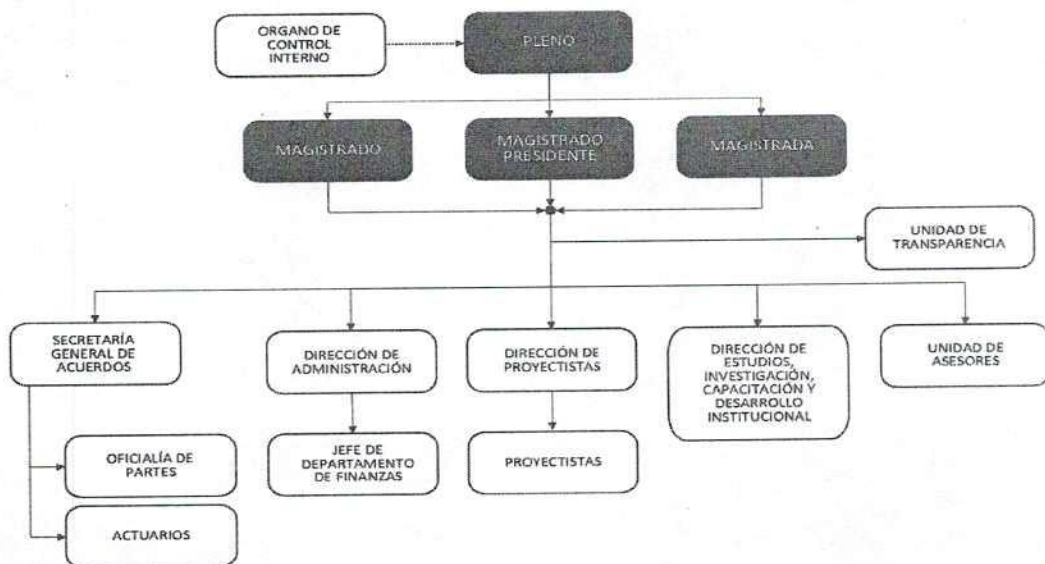 ORGANO DE
CONTROL
INTERNO
PLENO
MAGISTRADO
MAGISTRADO
PRESIDENTE
MAGISTRADA
UNIDAD DE
TRANSPARENCIA
SECRETARÍA
GENERAL DE
ACUERDOS
DIRECCIÓN DE
ADMINISTRACIÓN
DIRECCIÓN DE
PROYECTISTAS
DIRECCIÓN DE
ESTUDIOS,
INVESTIGACIÓN,
CAPACITACIÓN Y
DESARROLLO
INSTITUCIONAL
UNIDAD DE
ASESORES
OFICIALÍA DE
PARTES
JEFE DE
DEPARTAMENTO
DE FINANZAS
PROYECTISTAS
ACTUARIOS